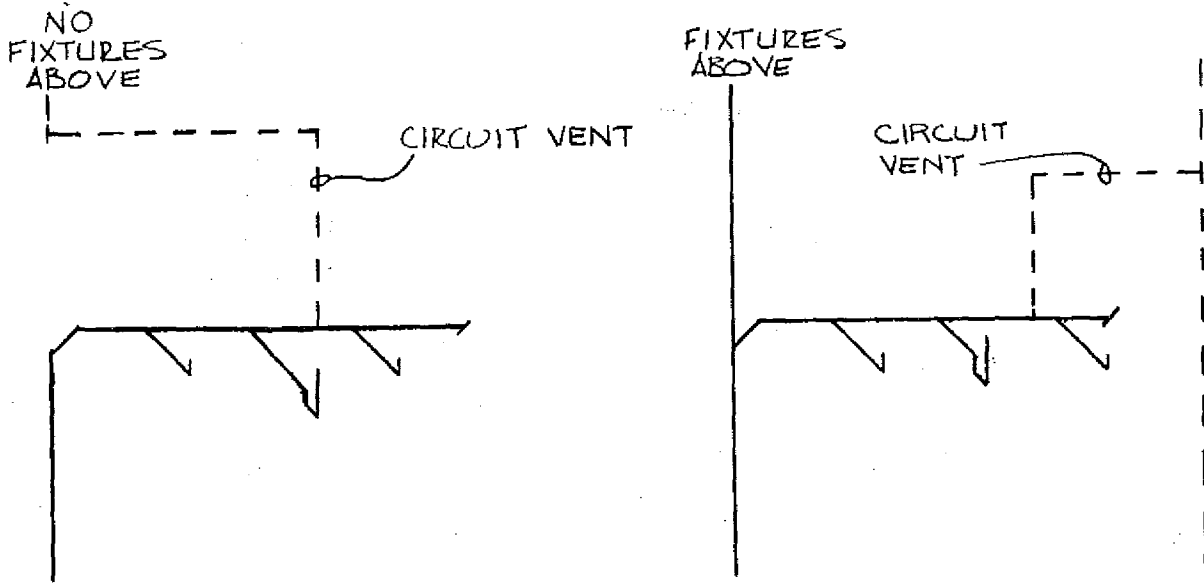 NO
FIXTURES
ABOVE
CIRCUIT VENT
FIXTURES
ABOVE
CIRCUIT
VENT